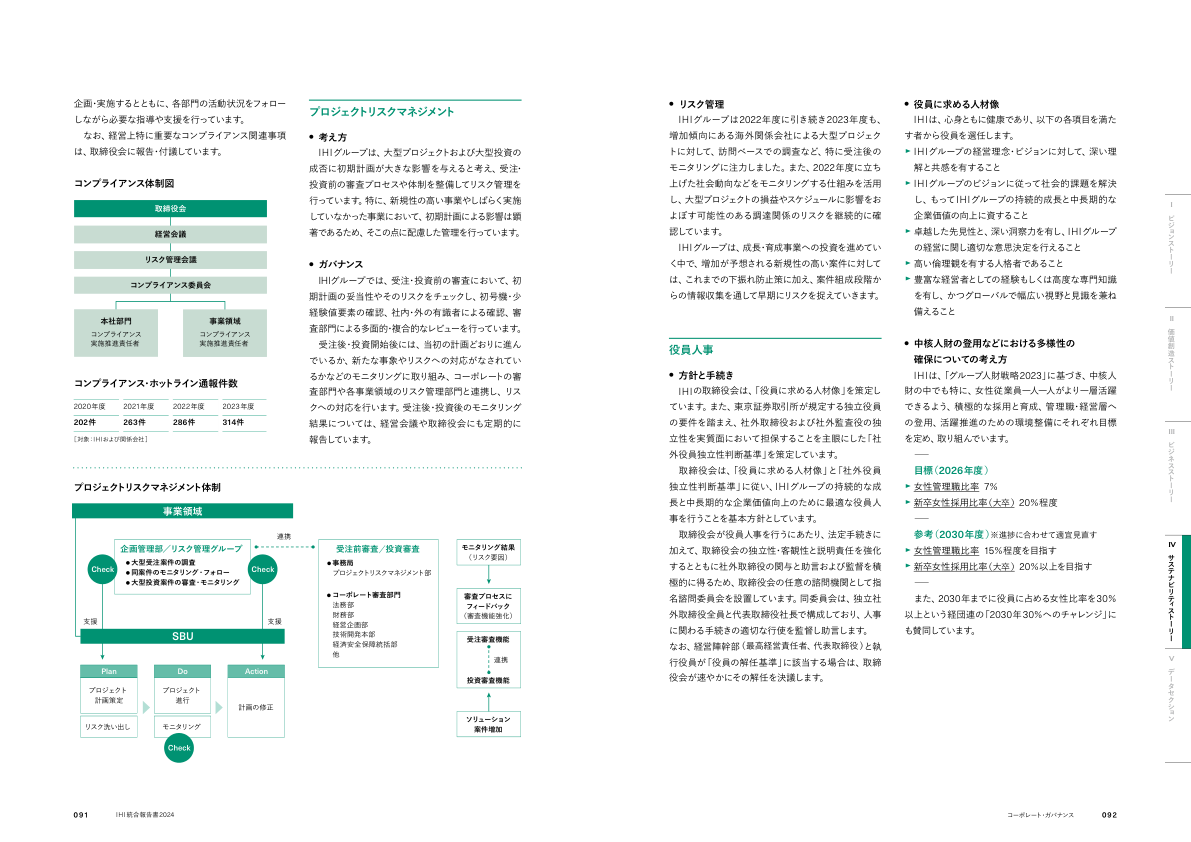 企画・実施するとともに、各部門の活動状況をフォロー
しながら必要な指導や支援を行っています。
なお、経営上特に重要なコンプライアンス関連事項
は、取締役会に報告・付議しています。
コンプライアンス体制図
取締役会
経営会議
リスク管理会議
コンプライアンス委員会
本社部門
コンプライアンス
実施推進責任者
事業領域
コンプライアンス
実施推進責任者
コンプライアンス・ホットライン通報件数
2020年度 2021年度 2022年度 2023年度
202件 263件 286件 314件
[対象：IHIおよび関係会社]
プロジェクトリスクマネジメント
● 考え方
IHIグループは、大型プロジェクトおよび大型投資の
成否に初期計画が大きな影響を与えると考え、受注・
投資前の審査プロセスや体制を整備してリスク管理を
行っています。特に、新規性の高い事業やしばらく実施
していなかった事業において、初期計画による影響は顕
著であるため、そこの点に配慮した管理を行っています。
● ガバナンス
IHIグループでは、受注・投資前の審査において、初
期計画の妥当性やそのリスクをチェックし、初号機・少
経験値要素の確認、社内・外の有識者による確認、審
査部門による多面的・複合的なレビューを行っています。
受注後・投資開始後には、当初の計画どおりに進ん
でいるか、新たな事象やリスクへの対応がなされてい
るかなどのモニタリングに取り組み、コーポレートの審
査部門や各事業領域のリスク管理部門と連携し、リス
クへの対応を行います。受注後・投資後のモニタリング
結果については、経営会議や取締役会にも定期的に
報告しています。
プロジェクトリスクマネジメント体制
事業領域
企画管理部／リスク管理グループ
● 大型受注案件の調査
● 同案件のモニタリング・フォロー
● 大型投資案件の審査・モニタリング
Check
Check
連携
支援
支援
SBU
Plan
プロジェクト
計画策定
リスク洗い出し
Do
プロジェクト
進行
モニタリング
Check
Action
計画の修正
受注前審査／投資審査
● 事務局
プロジェクトリスクマネジメント部
● コーポレート審査部門
法務部
財務部
経営企画部
技術開発本部
経済安全保障統括部
他
モニタリング結果
（リスク要因）
審査プロセスに
フィードバック
（審査機能強化）
受注審査機能
連携
投資審査機能
ソリューション
案件増加
091 IHI統合報告書2024
● リスク管理
IHIグループは2022年度に引き続き2023年度も、
増加傾向にある海外関係会社による大型プロジェク
トに対して、訪問ベースでの調査など、特に受注後の
モニタリングに注力しました。また、2022年度に立ち
上げた社会動向などをモニタリングする仕組みを活用
し、大型プロジェクトの損益やスケジュールに影響をお
よぼす可能性のある調達関係のリスクを継続的に確
認しています。
IHIグループは、成長・育成事業への投資を進めてい
く中で、増加が予想される新規性の高い案件に対して
は、これまでの下振れ防止策に加え、案件組成段階か
らの情報収集を通して早期にリスクを捉えていきます。
役員人事
● 方針と手続き
IHIの取締役会は、「役員に求める人材像」を策定し
ています。また、東京証券取引所が規定する独立役員
の要件を踏まえ、社外取締役および社外監査役の独
立性を実質面において担保することを主眼にした「社
外役員独立性判断基準」を策定しています。
取締役会は、「役員に求める人材像」と「社外役員
独立性判断基準」に従い、IHIグループの持続的な成
長と中長期的な企業価値向上のために最適な役員人
事を行うことを基本方針としています。
取締役会が役員人事を行うにあたり、法定手続きに
加えて、取締役会の独立性・客観性と説明責任を強化
するとともに社外取締役の関与と助言および監督を積
極的に得るため、取締役会の任意の諮問機関として指
名諮問委員会を設置しています。同委員会は、独立社
外取締役全員と代表取締役社長で構成しており、人事
に関わる手続きの適切な行使を監督し助言します。
なお、経営陣幹部（最高経営責任者、代表取締役）と執
行役員が「役員の解任基準」に該当する場合は、取締
役会が速やかにその解任を決議します。
● 役員に求める人材像
IHIは、心身ともに健康であり、以下の各項目を満た
す者から役員を選任します。
► IHIグループの経営理念・ビジョンに対して、深い理
解と共感を有すること
► IHIグループのビジョンに従って社会的課題を解決
し、もってIHIグループの持続的成長と中長期的な
企業価値の向上に資すること
► 卓越した先見性と、深い洞察力を有し、IHIグループ
の経営に関し適切な意思決定を行えること
► 高い倫理観を有する人格者であること
► 豊富な経営者としての経験もしくは高度な専門知識
を有し、かつグローバルで幅広い視野と見識を兼ね
備えること
● 中核人財の登用などにおける多様性の
確保についての考え方
IHIは、「グループ人財戦略2023」に基づき、中核人
財の中でも特に、女性従業員一人一人がより一層活躍
できるよう、積極的な採用と育成、管理職・経営層へ
の登用、活躍推進のための環境整備にそれぞれ目標
を定め、取り組んでいます。
目標（2026年度）
► 女性管理職比率 7%
► 新卒女性採用比率（大卒） 20%程度
参考（2030年度）※進捗に合わせて適宜見直す
► 女性管理職比率 15%程度を目指す
► 新卒女性採用比率（大卒） 20%以上を目指す
また、2030年までに役員に占める女性比率を30%
以上という経団連の「2030年30%へのチャレンジ」に
も賛同しています。
Ⅰ ビジョンストーリー
Ⅱ 価値創造ストーリー
Ⅲ ビジネスストーリー
Ⅳ サステナビリティストーリー
Ⅴ データセクション
コーポレート・ガバナンス 092